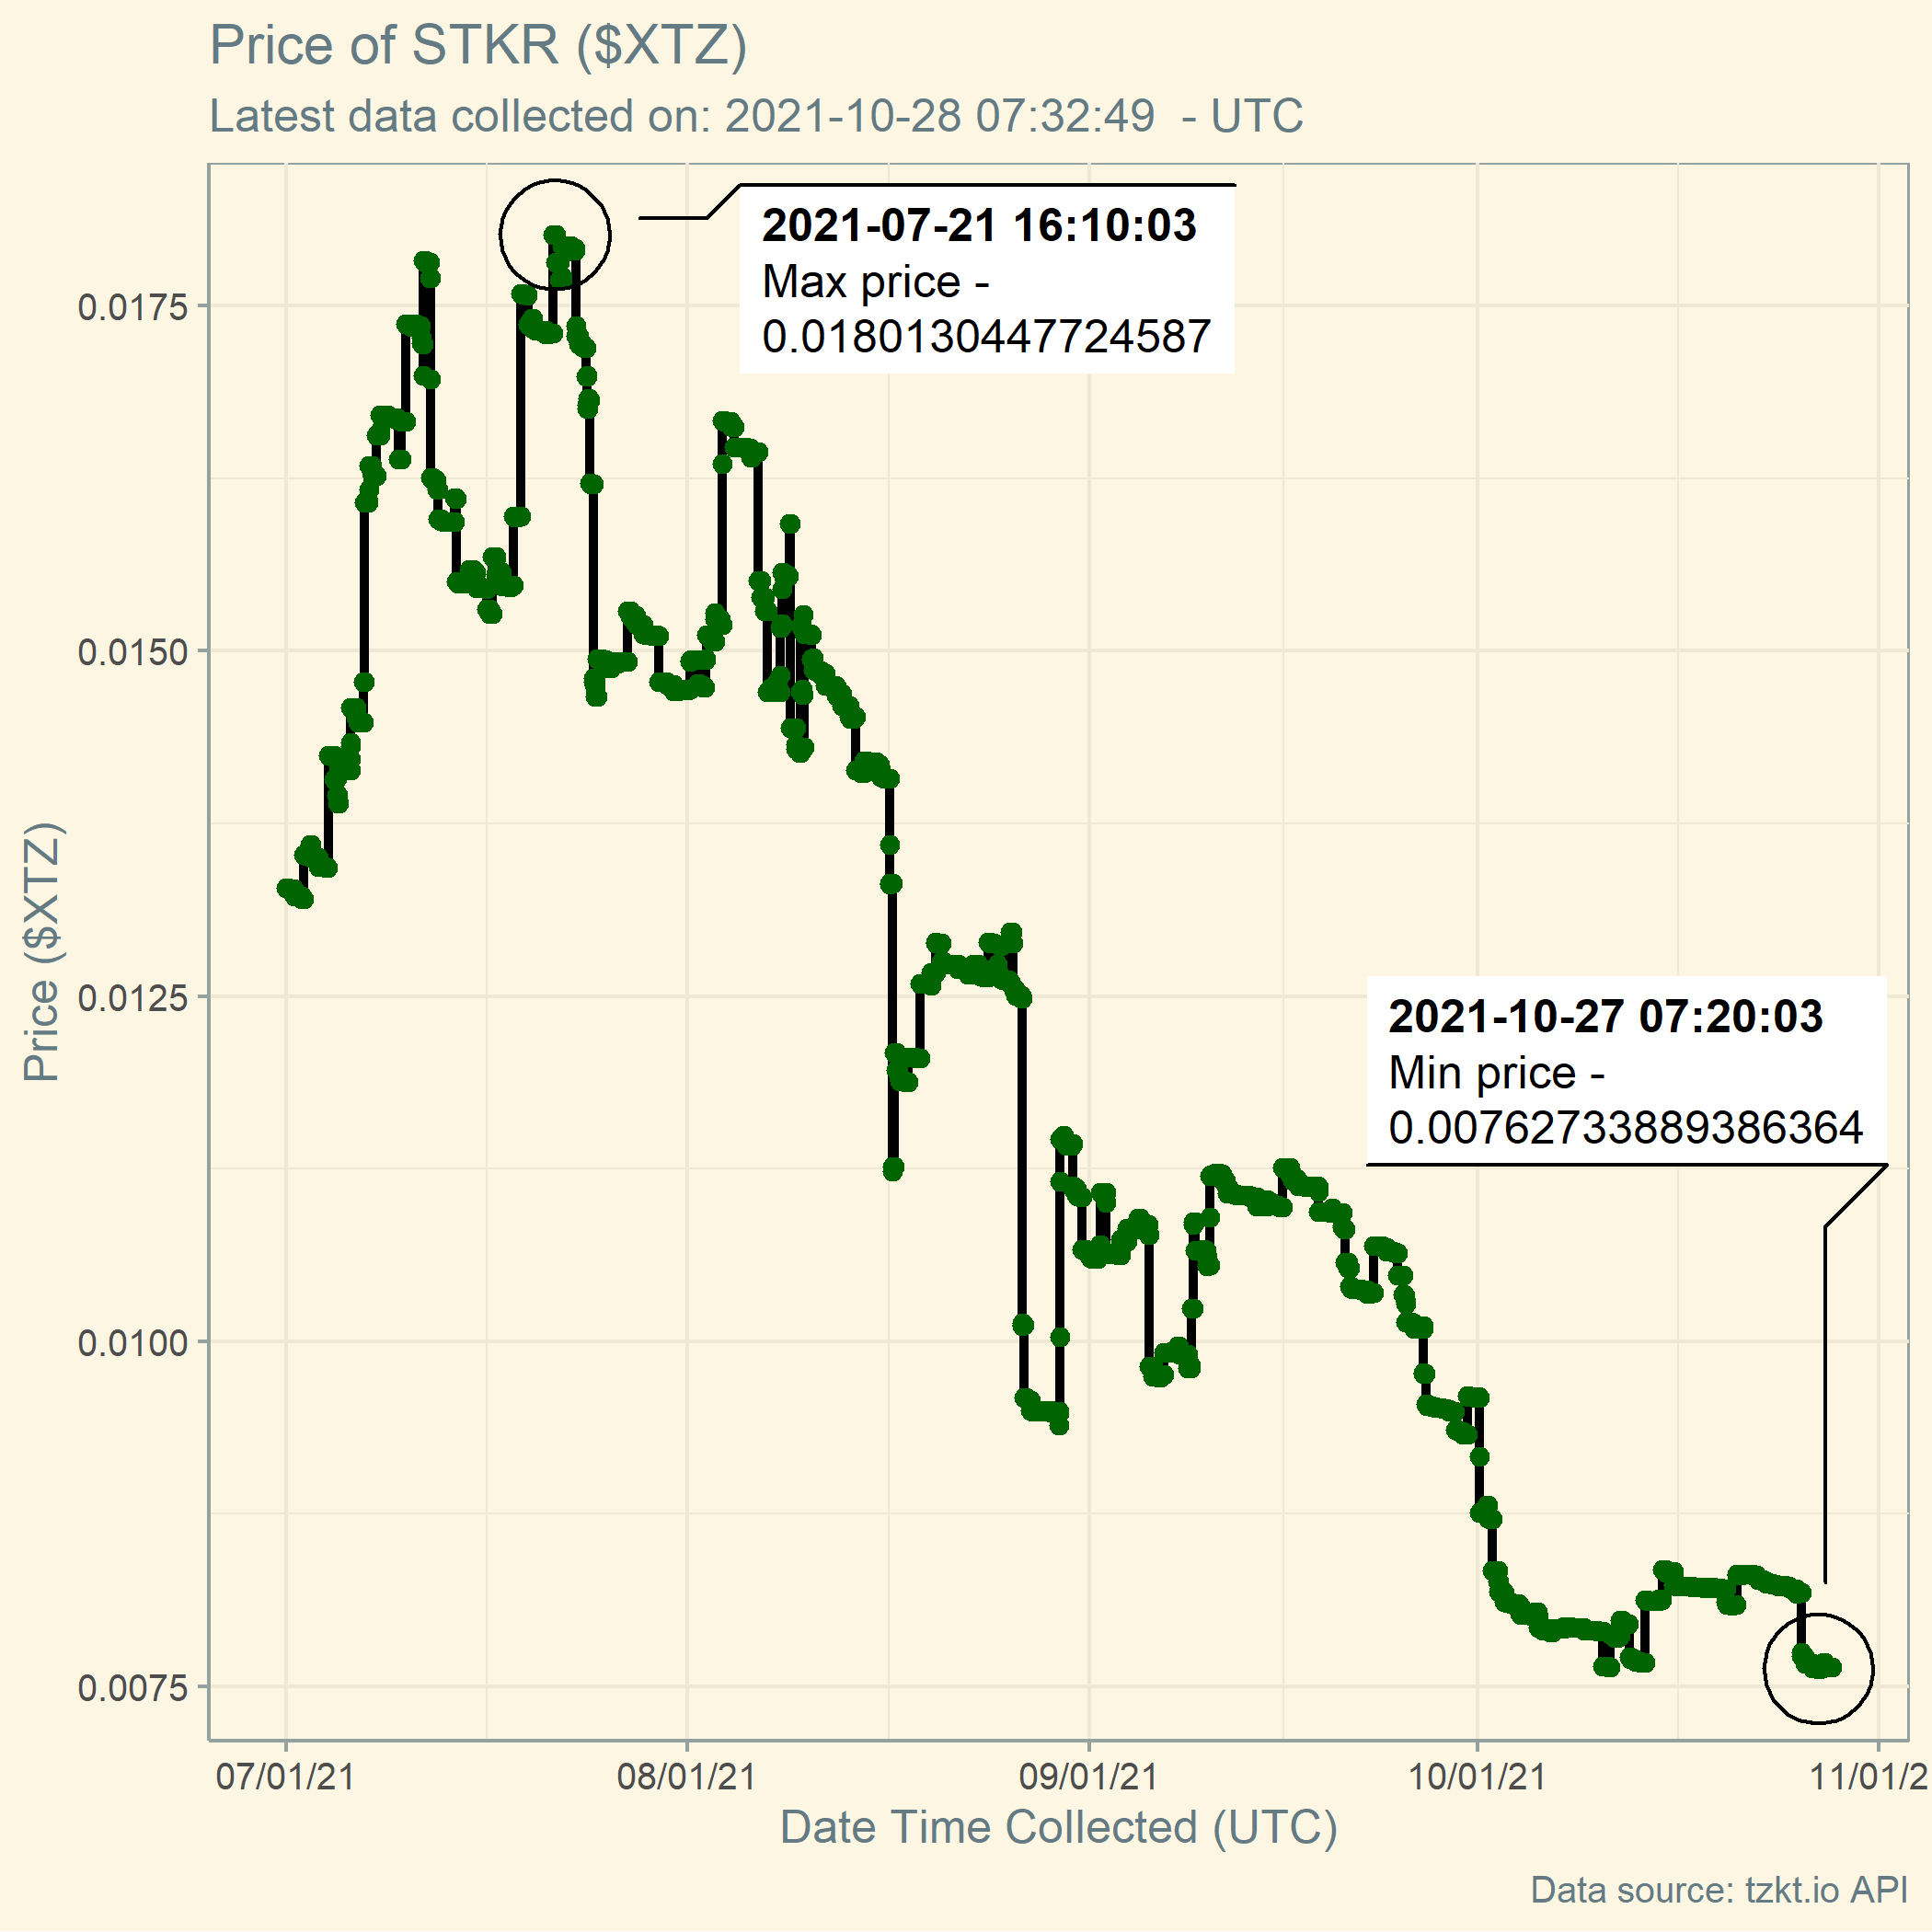 Price of STKR ($XTZ)
Latest data collected on: 2021-10-28 07:32:49  - UTC
2021-07-21 16:10:03
Max price -
0.0180130447724587
0.0175
0.0150
0.0125
0.0100
0.0075
Price ($XTZ)
2021-10-27 07:20:03
Min price -
0.00762733889386364
07/01/21
08/01/21
09/01/21
10/01/21
11/01/2
Date Time Collected (UTC)
Data source: tzkt.io API